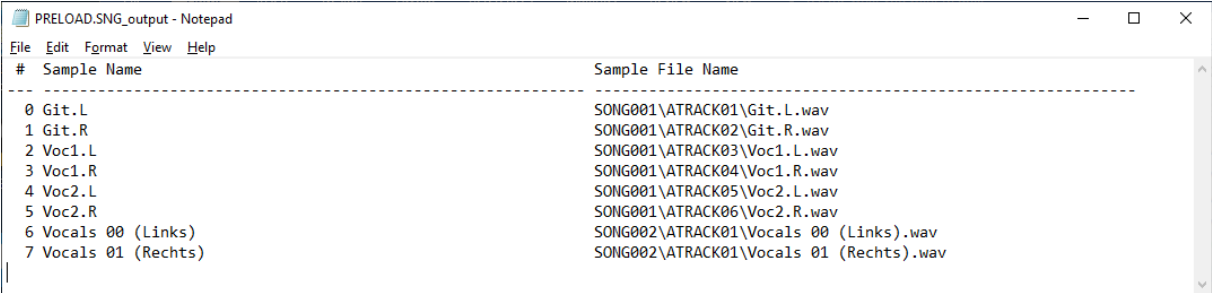 PRELOAD.SNG_output - Notepad
File Edit Format View Help
# Sample Name Sample File Name
--- ------------------------------------------------------------ ------------------------------------------------------------
0 Git.L SONG001\ATRACK01\Git.L.wav
1 Git.R SONG001\ATRACK02\Git.R.wav
2 Voc1.L SONG001\ATRACK03\Voc1.L.wav
3 Voc1.R SONG001\ATRACK04\Voc1.R.wav
4 Voc2.L SONG001\ATRACK05\Voc2.L.wav
5 Voc2.R SONG001\ATRACK06\Voc2.R.wav
6 Vocals 00 (Links) SONG002\ATRACK01\Vocals 00 (Links).wav
7 Vocals 01 (Rechts) SONG002\ATRACK01\Vocals 01 (Rechts).wav